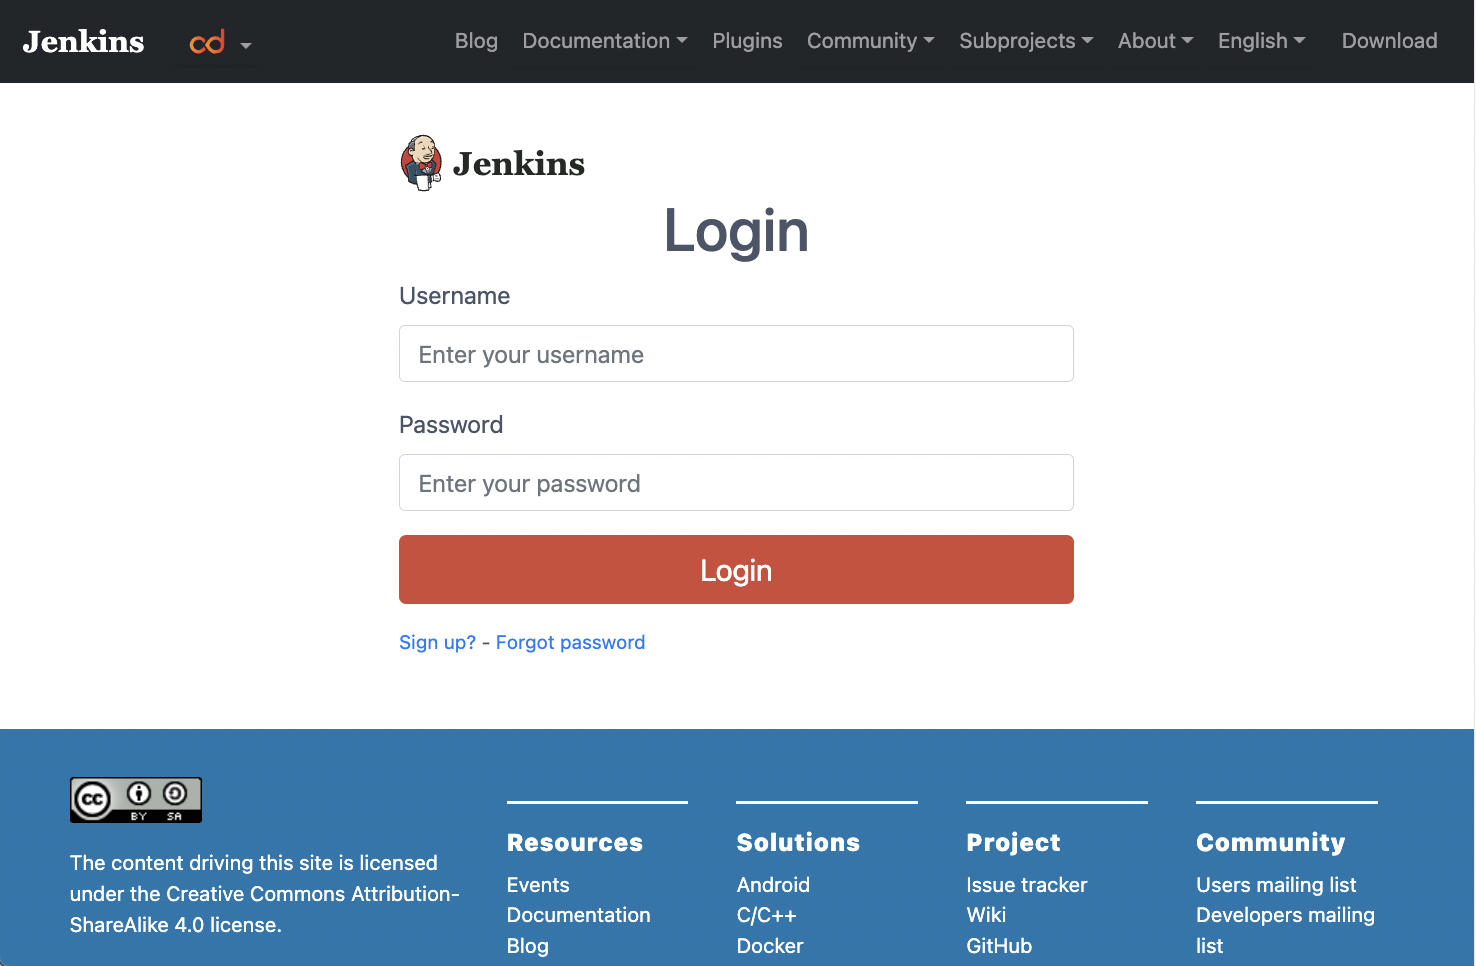 Jenkins
cd
Blog
Documentation
Plugins
Community
Subprojects
About
English
Download
Jenkins
Login
Username
Enter your username
Password
Enter your password
Login
Sign up? - Forgot password
cc
BY SA
The content driving this site is licensed
under the Creative Commons Attribution-
ShareAlike 4.0 license.
Resources
Events
Documentation
Blog
Solutions
Android
C/C++
Docker
Project
Issue tracker
Wiki
GitHub
Community
Users mailing list
Developers mailing
list